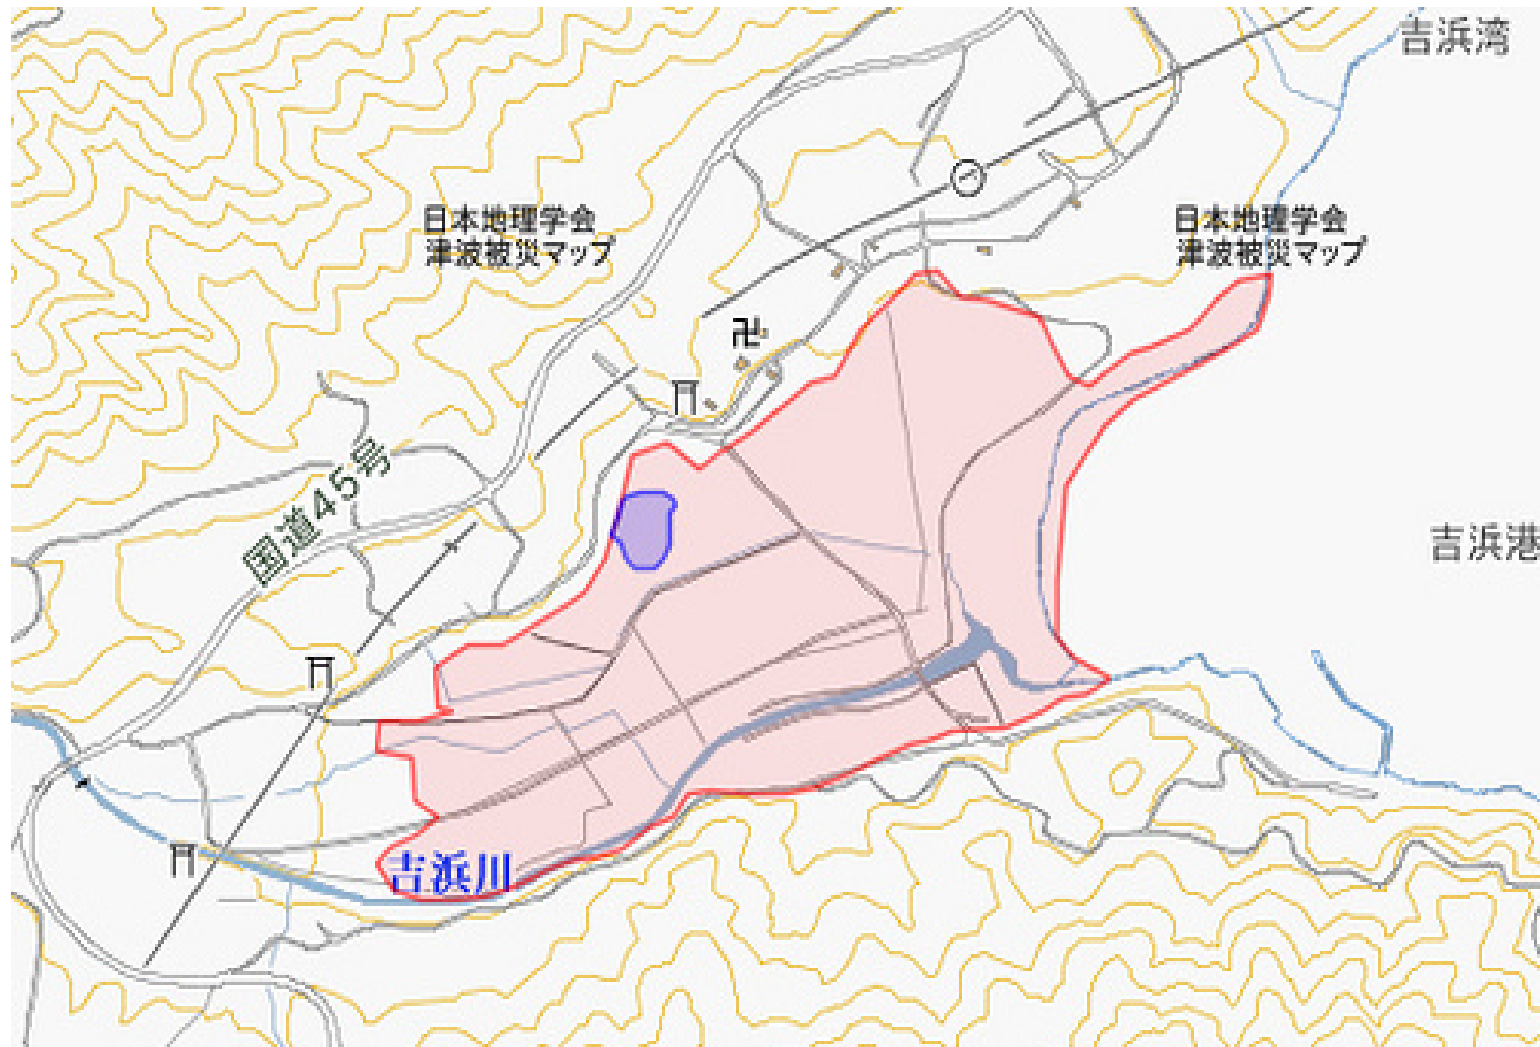 吉浜湾
日本地理学会
津波被災マップ
日本地理学会
津波被災マップ
国道45号
吉浜港
吉浜川